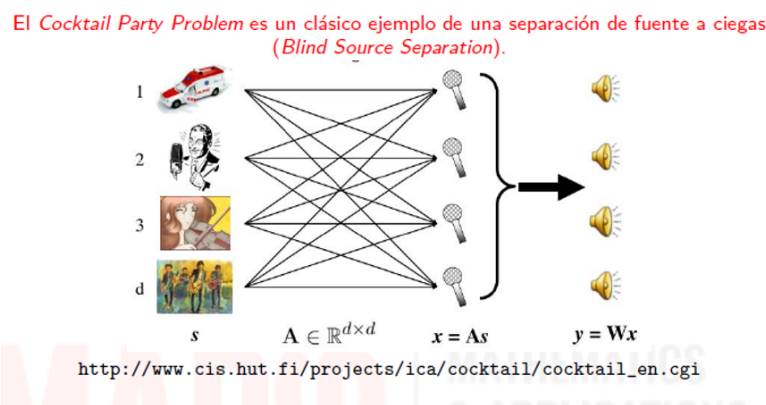 El Cocktail Party Problem es un clásico ejemplo de una separación de fuente a ciegas
(Blind Source Separation).
1
2
3
d
s A ∈ ℝ^{d×d} x = As y = Wx
http://www.cis.hut.fi/projects/ica/cocktail/cocktail_en.cgi